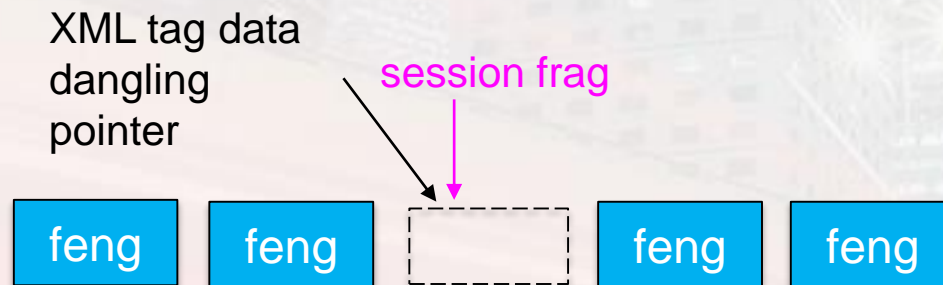 XML tag data
dangling
pointer
session frag
feng
feng
feng
feng